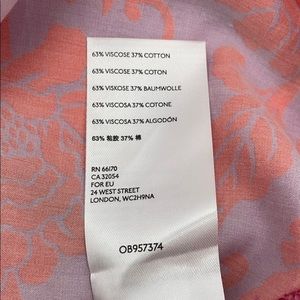 63% VISCOSE 37% COTTON
63% VISCOSE 37% COTON
63% VISKOSE 37% BAUMWOLLE
63% VISCOSA 37% COTONE
63% VISCOSA 37% ALGODÓN
63% 粘胶 37% 棉
RN 66170
CA 32054
FOR EU
24 WEST STREET
LONDON, WC2H9NA
OB957374